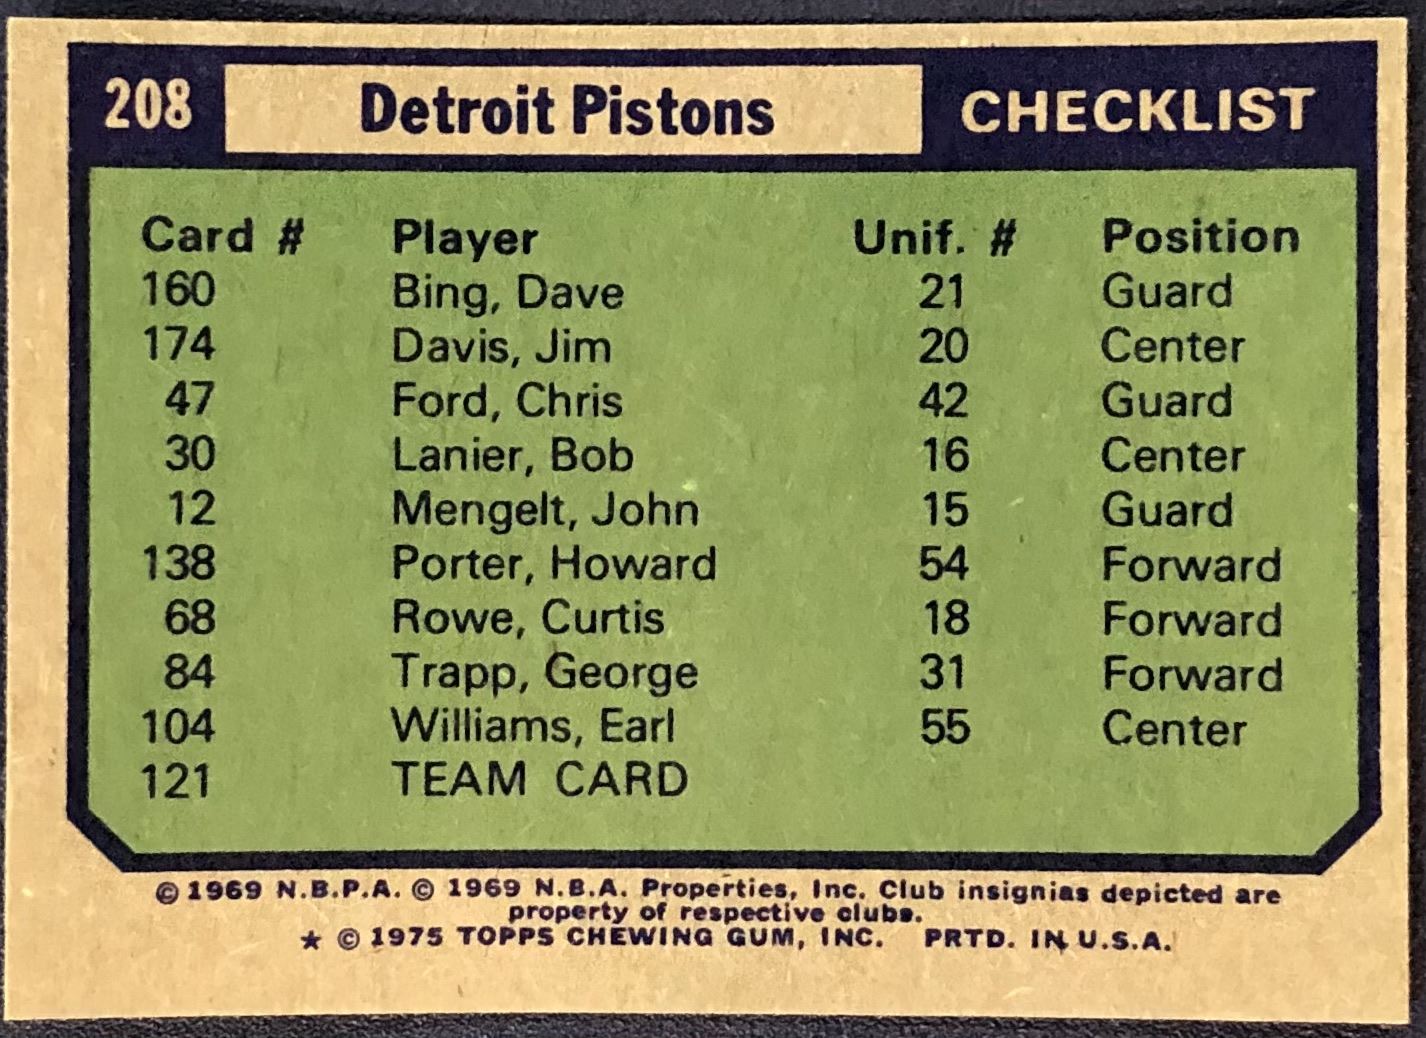 208 Detroit Pistons CHECKLIST
Card # Player Unif. # Position
160 Bing, Dave 21 Guard
174 Davis, Jim 20 Center
47 Ford, Chris 42 Guard
30 Lanier, Bob 16 Center
12 Mengelt, John 15 Guard
138 Porter, Howard 54 Forward
68 Rowe, Curtis 18 Forward
84 Trapp, George 31 Forward
104 Williams, Earl 55 Center
121 TEAM CARD
© 1969 N.B.P.A. © 1969 N.B.A. Properties, Inc. Club insignias depicted are
property of respective clubs.
★ © 1975 TOPPS CHEWING GUM, INC. PRTD. IN U.S.A.